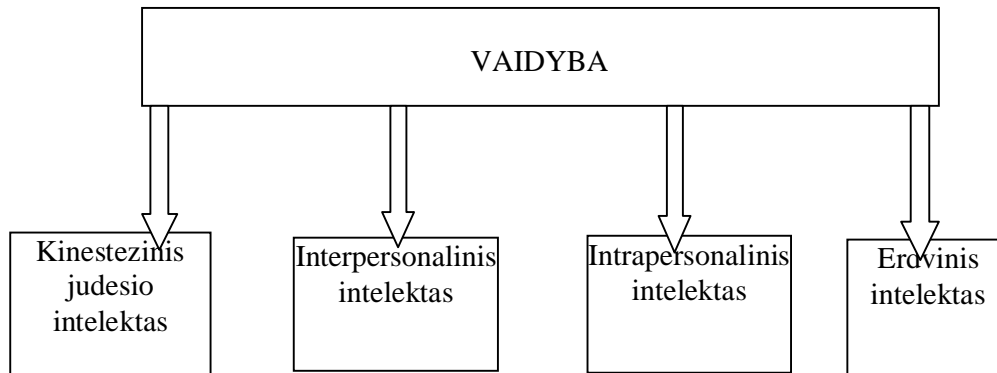 VAIDYBA
Kinestezinis
judesio
intelektas
Interpersonalinis
intelektas
Intrapersonalinis
intelektas
Erdvinis
intelektas